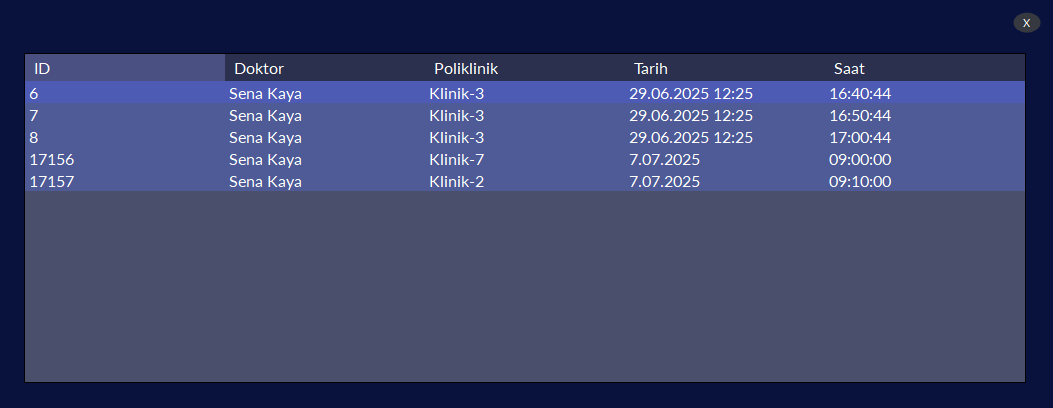 X
ID Doktor Poliklinik Tarih Saat
6 Sena Kaya Klinik-3 29.06.2025 12:25 16:40:44
7 Sena Kaya Klinik-3 29.06.2025 12:25 16:50:44
8 Sena Kaya Klinik-3 29.06.2025 12:25 17:00:44
17156 Sena Kaya Klinik-7 7.07.2025 09:00:00
17157 Sena Kaya Klinik-2 7.07.2025 09:10:00